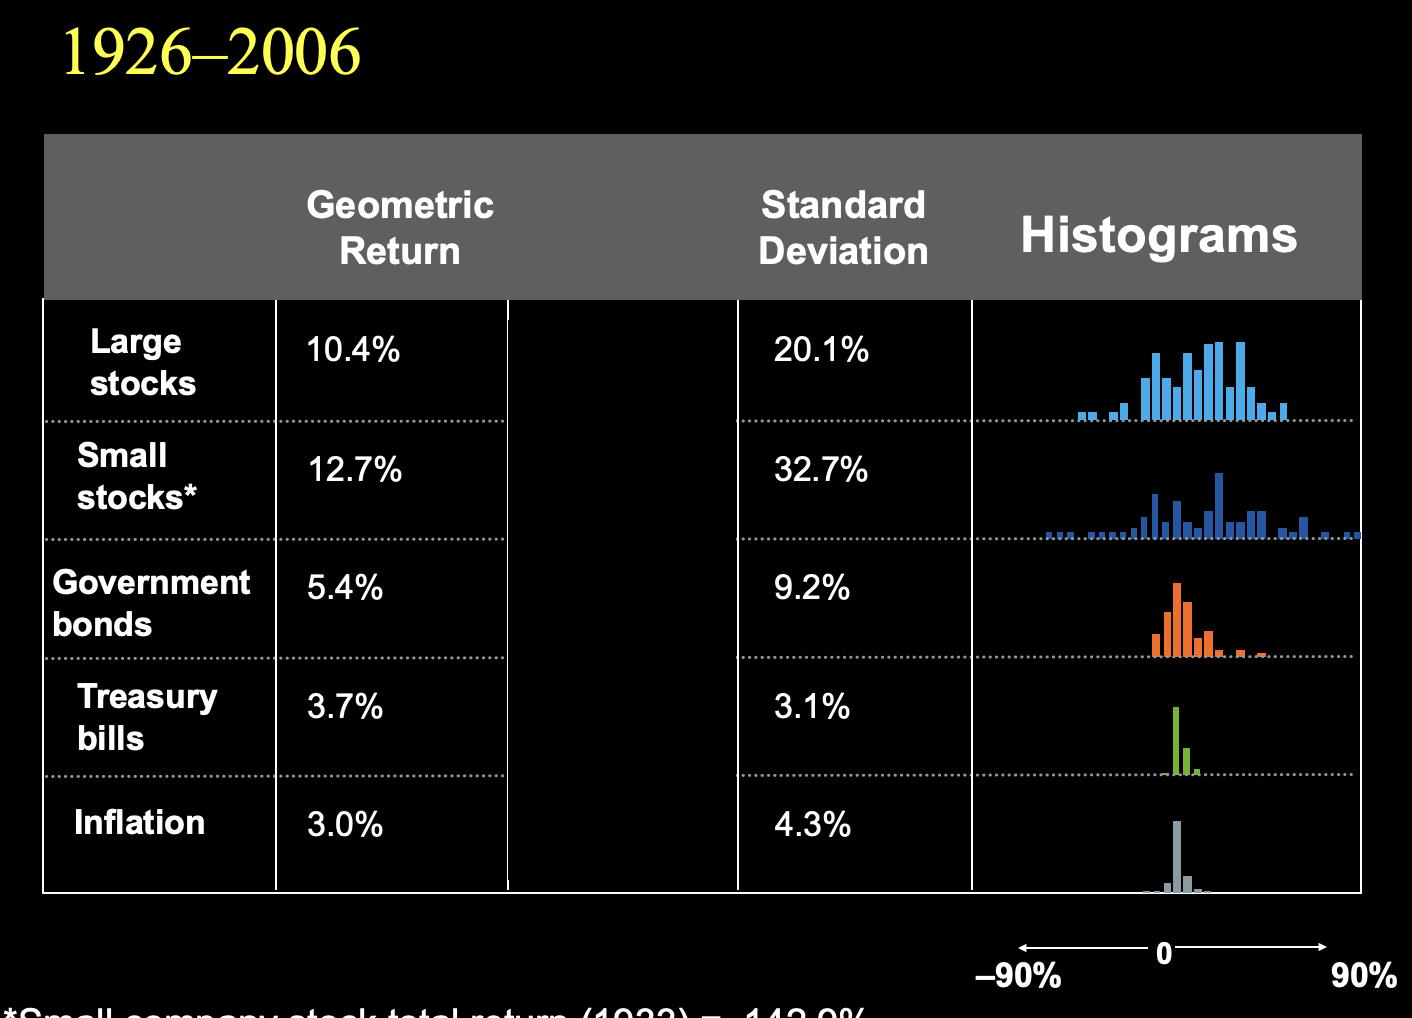 1926–2006
Geometric
Return
Standard
Deviation
Histograms
Large
stocks
10.4%
20.1%
Small
stocks*
12.7%
32.7%
Government
bonds
5.4%
9.2%
Treasury
bills
3.7%
3.1%
Inflation
3.0%
4.3%
–90%
0
90%
*Small company stock total return (1933) =